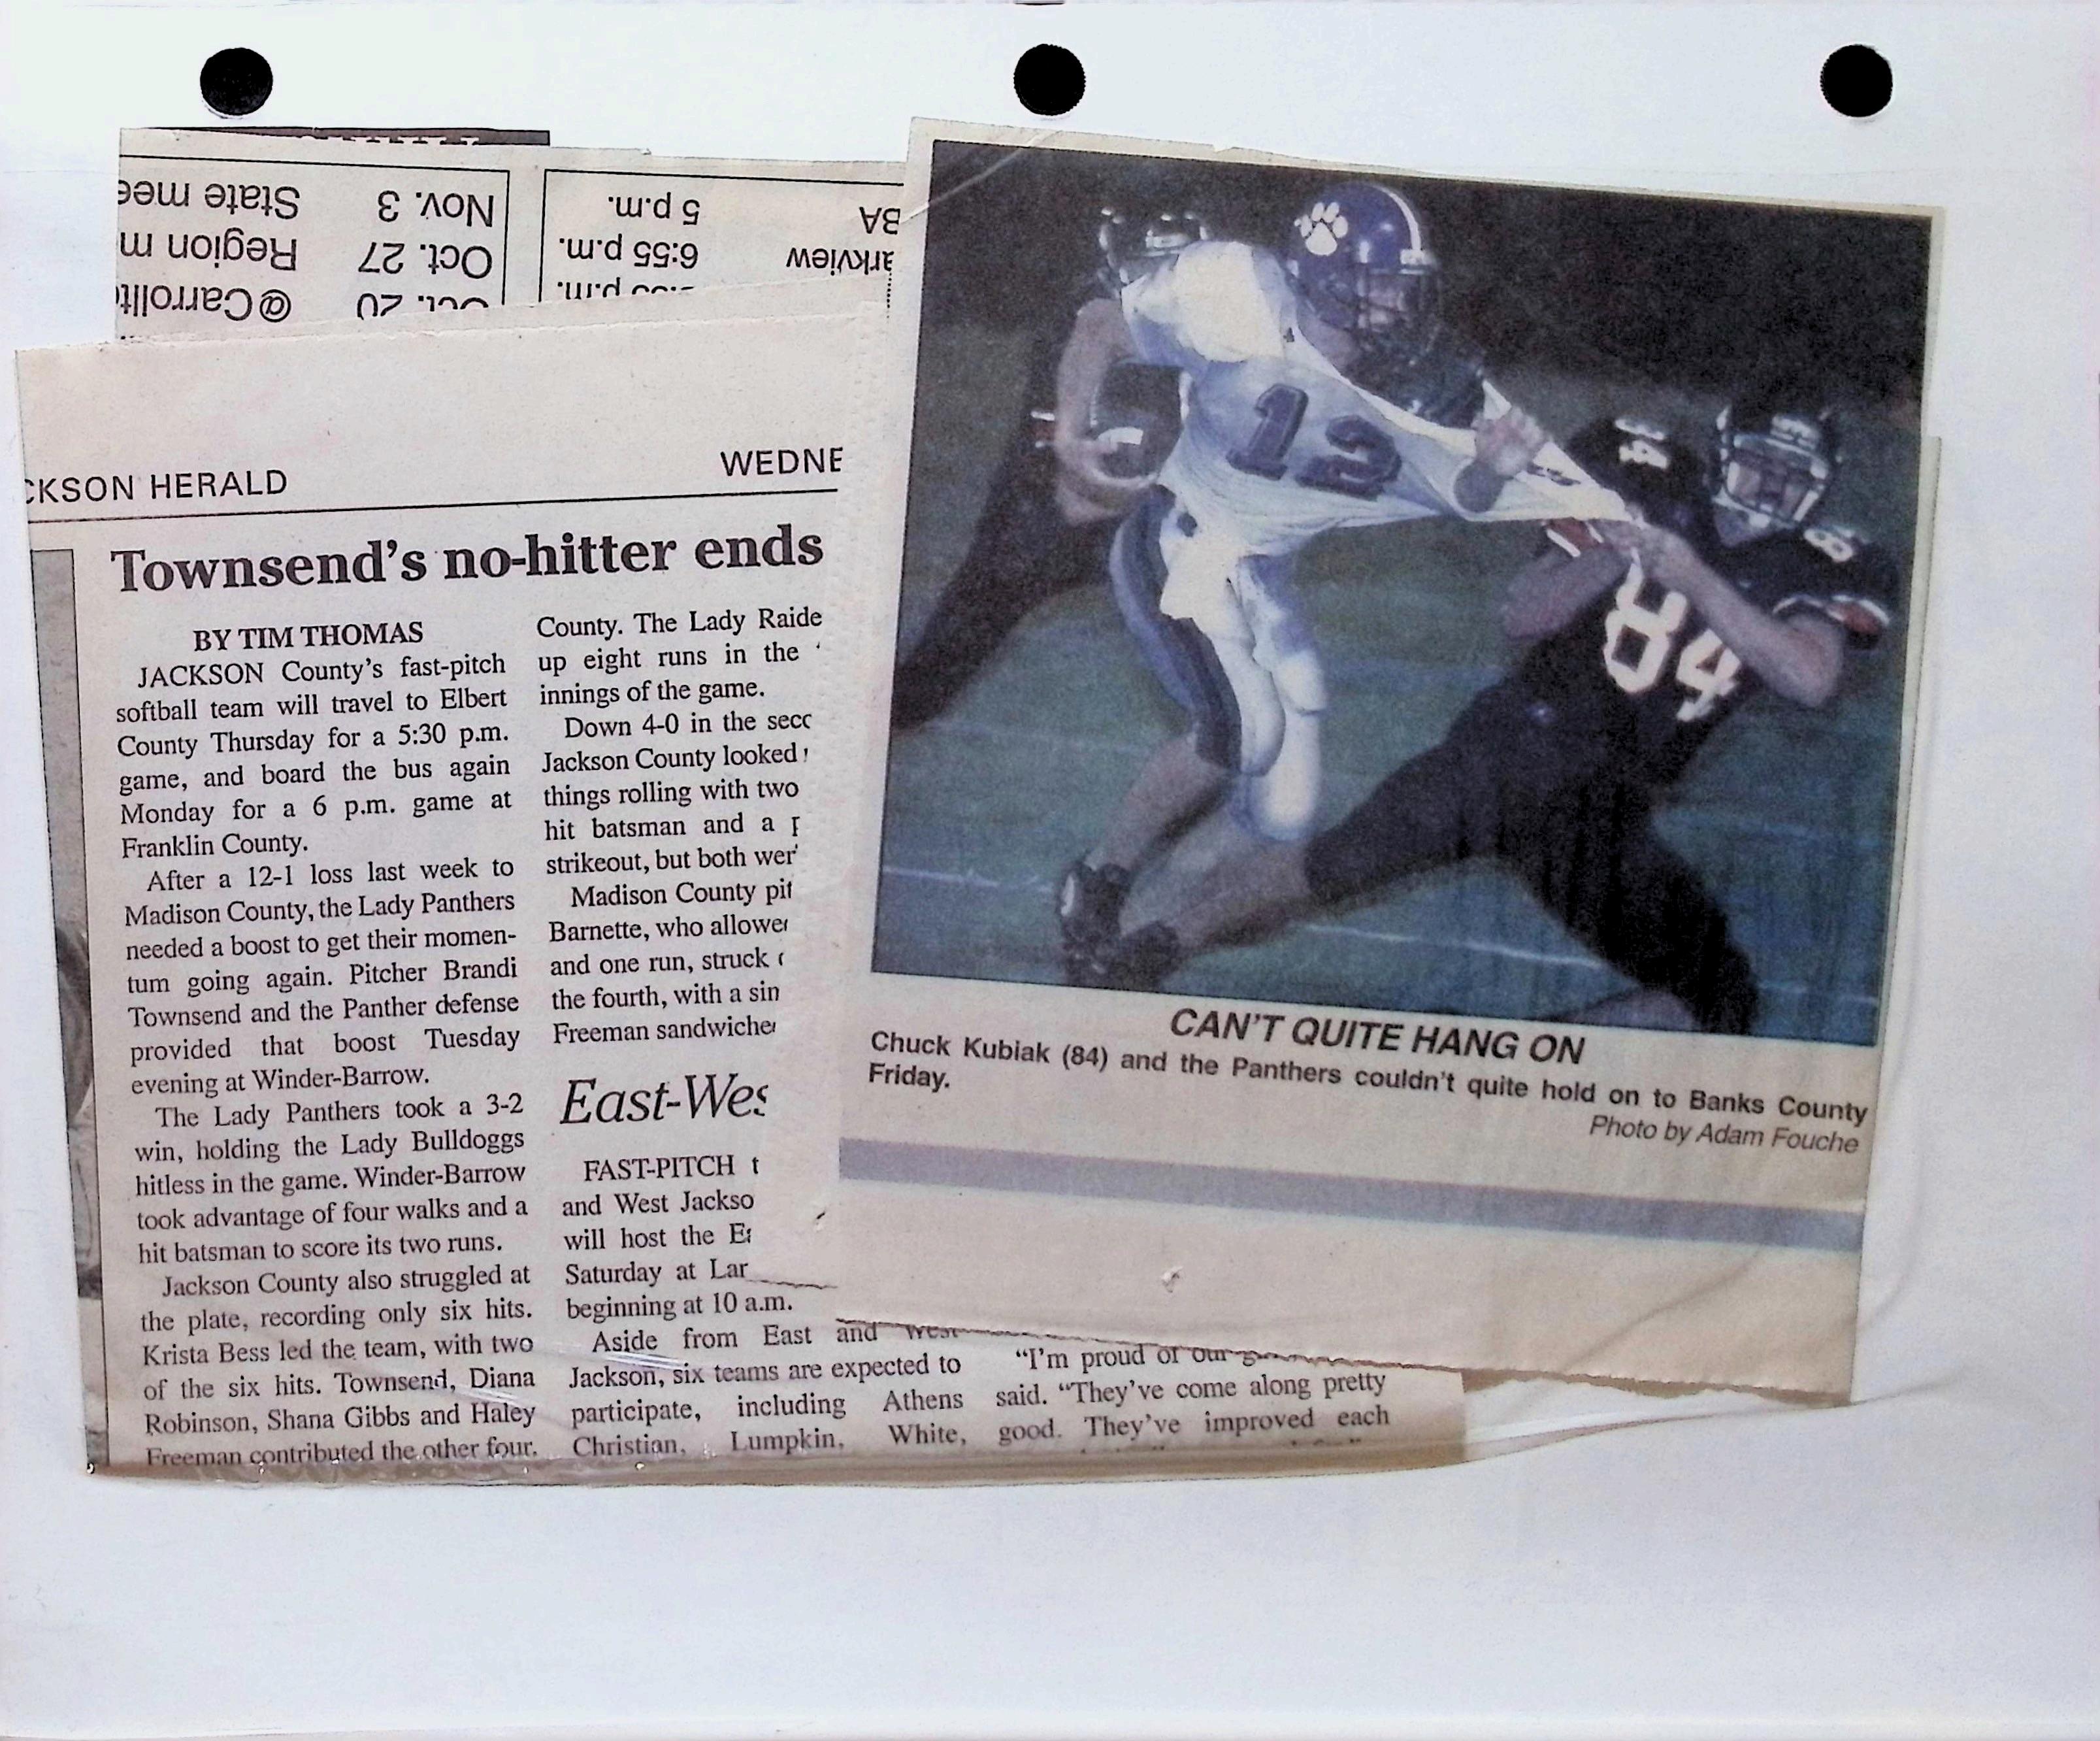 State mee
Nov. 3
Region m
Oct. 27
@Carrollt
20
5 p.m.
6:55 p.m.
p.m.
arkview
CKSON HERALD
WEDNE
Townsend's no-hitter ends
BY TIM THOMAS
JACKSON County's fast-pitch
softball team will travel to Elbert
County Thursday for a 5:30 p.m.
game, and board the bus again
Monday for a 6 p.m. game at
Franklin County.
After a 12-1 loss last week to
Madison County, the Lady Panthers
needed a boost to get their momen-
tum going again. Pitcher Brandi
Townsend and the Panther defense
provided that boost Tuesday
evening at Winder-Barrow.
The Lady Panthers took a 3-2
win, holding the Lady Bulldoggs
hitless in the game. Winder-Barrow
took advantage of four walks and a
hit batsman to score its two runs.
Jackson County also struggled at
the plate, recording only six hits.
Krista Bess led the team, with two
of the six hits. Townsend, Diana
Robinson, Shana Gibbs and Haley
Freeman contributed the other four.
County. The Lady Raide
up eight runs in the
innings of the game.
Down 4-0 in the sec
Jackson County looked
things rolling with two
hit batsman and a
strikeout, but both wer
Madison County pit
Barnette, who allowe
and one run, struck
the fourth, with a sin
Freeman sandwiche
East-Wes
FAST-PITCH t
and West Jackso
will host the Ea
Saturday at Lar
beginning at 10 a.m.
Aside from East and West
Jackson, six teams are expected to
participate, including Athens
Christian, Lumpkin, White,
"I'm proud of our
said. "They've come along pretty
good. They've improved each
12
84
84
8
CAN'T QUITE HANG ON
Chuck Kubiak (84) and the Panthers couldn't quite hold on to Banks County
Friday.
Photo by Adam Fouche